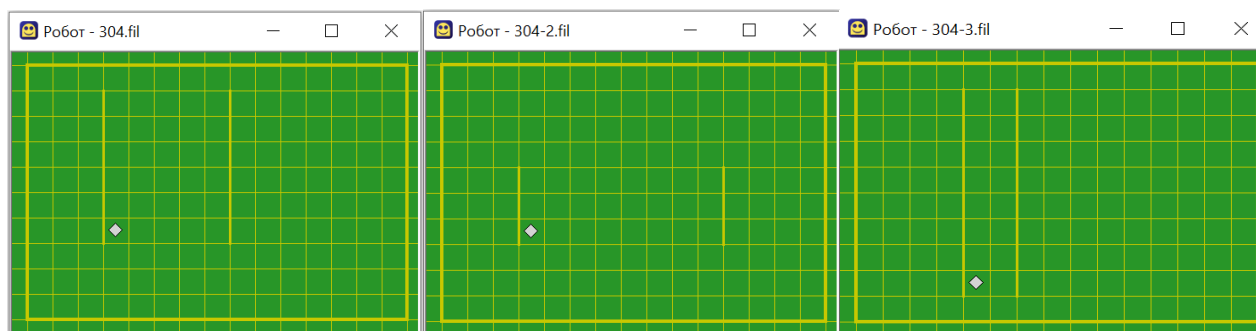 Робот - 304.fil
Робот - 304-2.fil
Робот - 304-3.fil